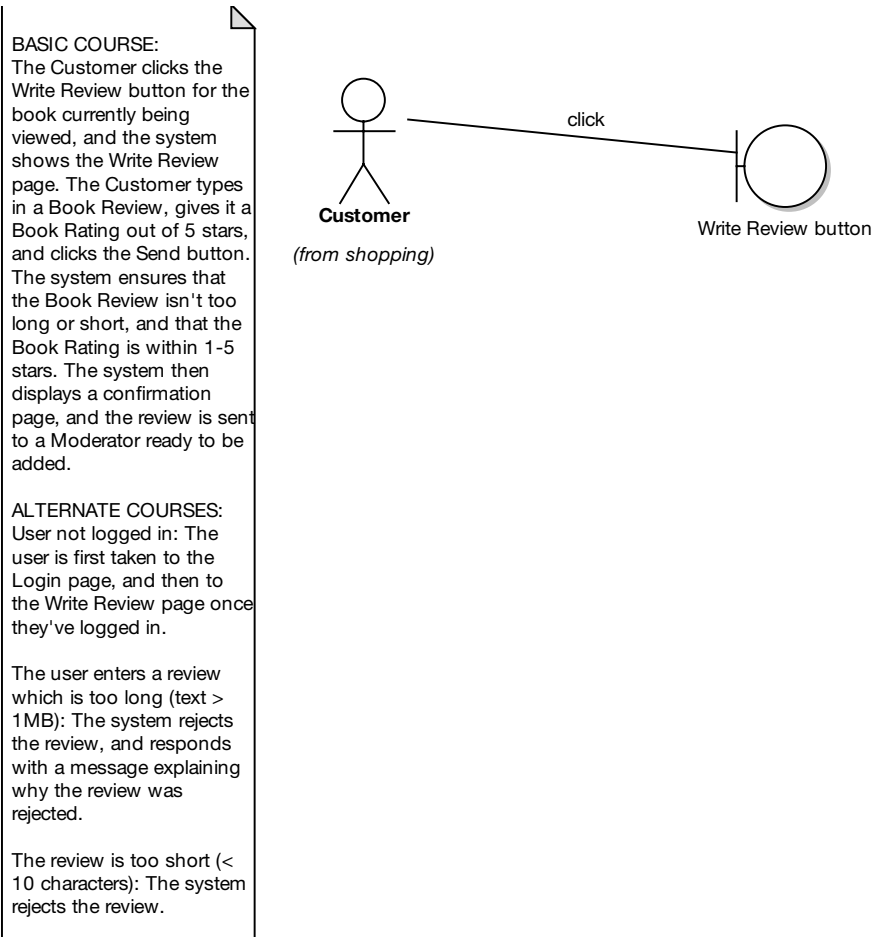 BASIC COURSE:
The Customer clicks the
Write Review button for the
book currently being
viewed, and the system
shows the Write Review
page. The Customer types
in a Book Review, gives it a
Book Rating out of 5 stars,
and clicks the Send button.
The system ensures that
the Book Review isn't too
long or short, and that the
Book Rating is within 1-5
stars. The system then
displays a confirmation
page, and the review is sent
to a Moderator ready to be
added.
ALTERNATE COURSES:
User not logged in: The
user is first taken to the
Login page, and then to
the Write Review page once
they've logged in.
The user enters a review
which is too long (text >
1MB): The system rejects
the review, and responds
with a message explaining
why the review was
rejected.
The review is too short (<
10 characters): The system
rejects the review.
click
Customer
(from shopping)
Write Review button